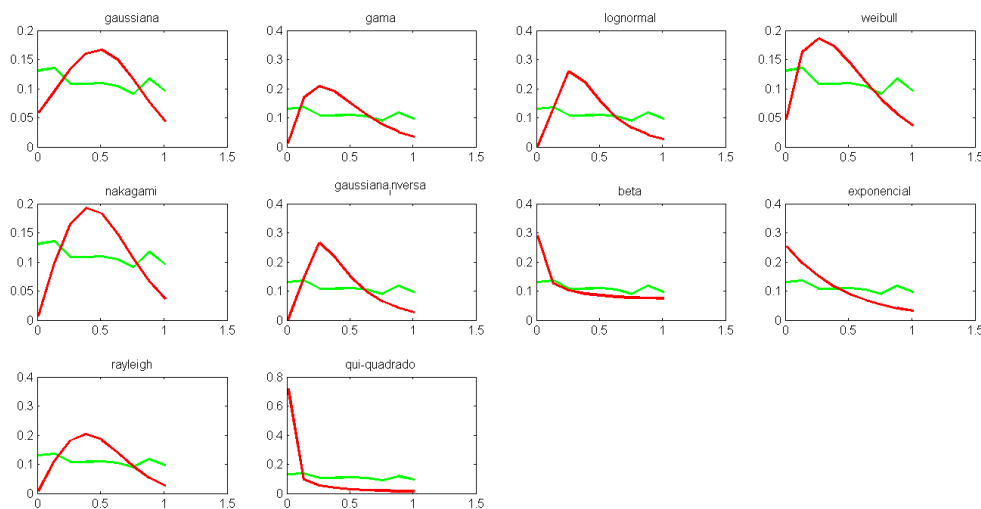 gaussiana gama lognormal weibull
0.2 0.4 0.4 0.2
0.15 0.3 0.3 0.15
0.1 0.2 0.2 0.1
0.05 0.1 0.1 0.05
0 0 0 0
0 0.5 1 1.5 0 0.5 1 1.5 0 0.5 1 1.5 0 0.5 1 1.5
nakagami gaussianaᵢnversa beta exponencial
0.2 0.4 0.4 0.4
0.15 0.3 0.3 0.3
0.1 0.2 0.2 0.2
0.05 0.1 0.1 0.1
0 0 0 0
0 0.5 1 1.5 0 0.5 1 1.5 0 0.5 1 1.5 0 0.5 1 1.5
rayleigh qui-quadrado
0.4 0.8
0.3 0.6
0.2 0.4
0.1 0.2
0 0
0 0.5 1 1.5 0 0.5 1 1.5